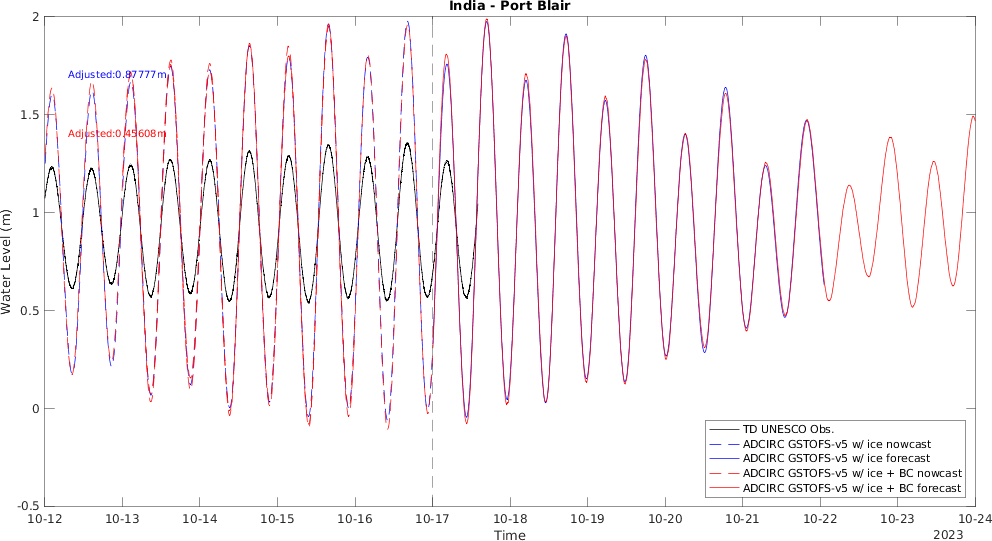 India - Port Blair
2
1.5
1
0.5
0
-0.5
Water Level (m)
Adjusted:0.87777m
Adjusted:0.45608m
TD UNESCO Obs.
ADCIRC GSTOFS-v5 w/ ice nowcast
ADCIRC GSTOFS-v5 w/ ice forecast
ADCIRC GSTOFS-v5 w/ ice + BC nowcast
ADCIRC GSTOFS-v5 w/ ice + BC forecast
10-12 10-13 10-14 10-15 10-16 10-17 10-18 10-19 10-20 10-21 10-22 10-23 10-24
Time
2023